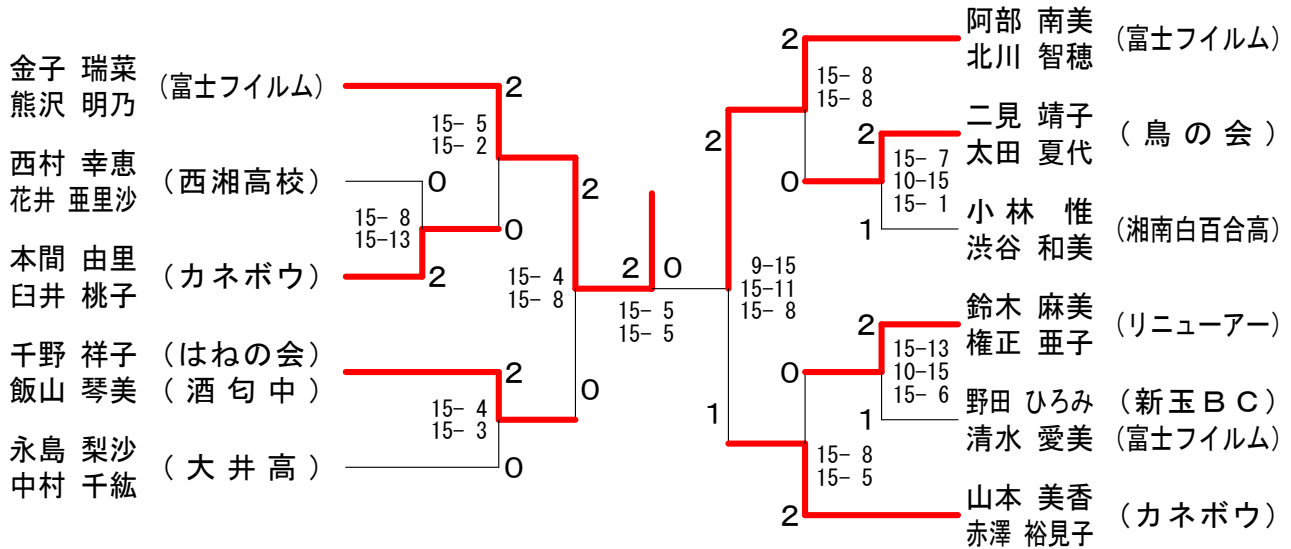 金子 瑞菜 (富士フイルム)
熊沢 明乃
2
15- 5
15- 2
西村 幸恵 (西湘高校)
花井 亜里沙
0
15- 8
15-13
0
本間 由里 (カネボウ)
臼井 桃子
2
2
15- 4
15- 8
千野 祥子 (はねの会)
飯山 琴美 (酒匂中)
2
15- 4
15- 3
0
永島 梨沙 (大井高)
中村 千紘
0
2 0
15- 5
15- 5
阿部 南美 (富士フイルム)
北川 智穂
2
15- 8
15- 8
2
二見 靖子 (鳥の会)
太田 夏代
2
15- 7
10-15
15- 1
0
小林 惟 (湘南白百合高)
渋谷 和美
1
9-15
15-11
15- 8
鈴木 麻美 (リニューアー)
権正 亜子
2
15-13
10-15
15- 6
0
野田 ひろみ (新玉BC)
清水 愛美 (富士フイルム)
1
1
15- 8
15- 5
山本 美香 (カネボウ)
赤澤 裕見子
2